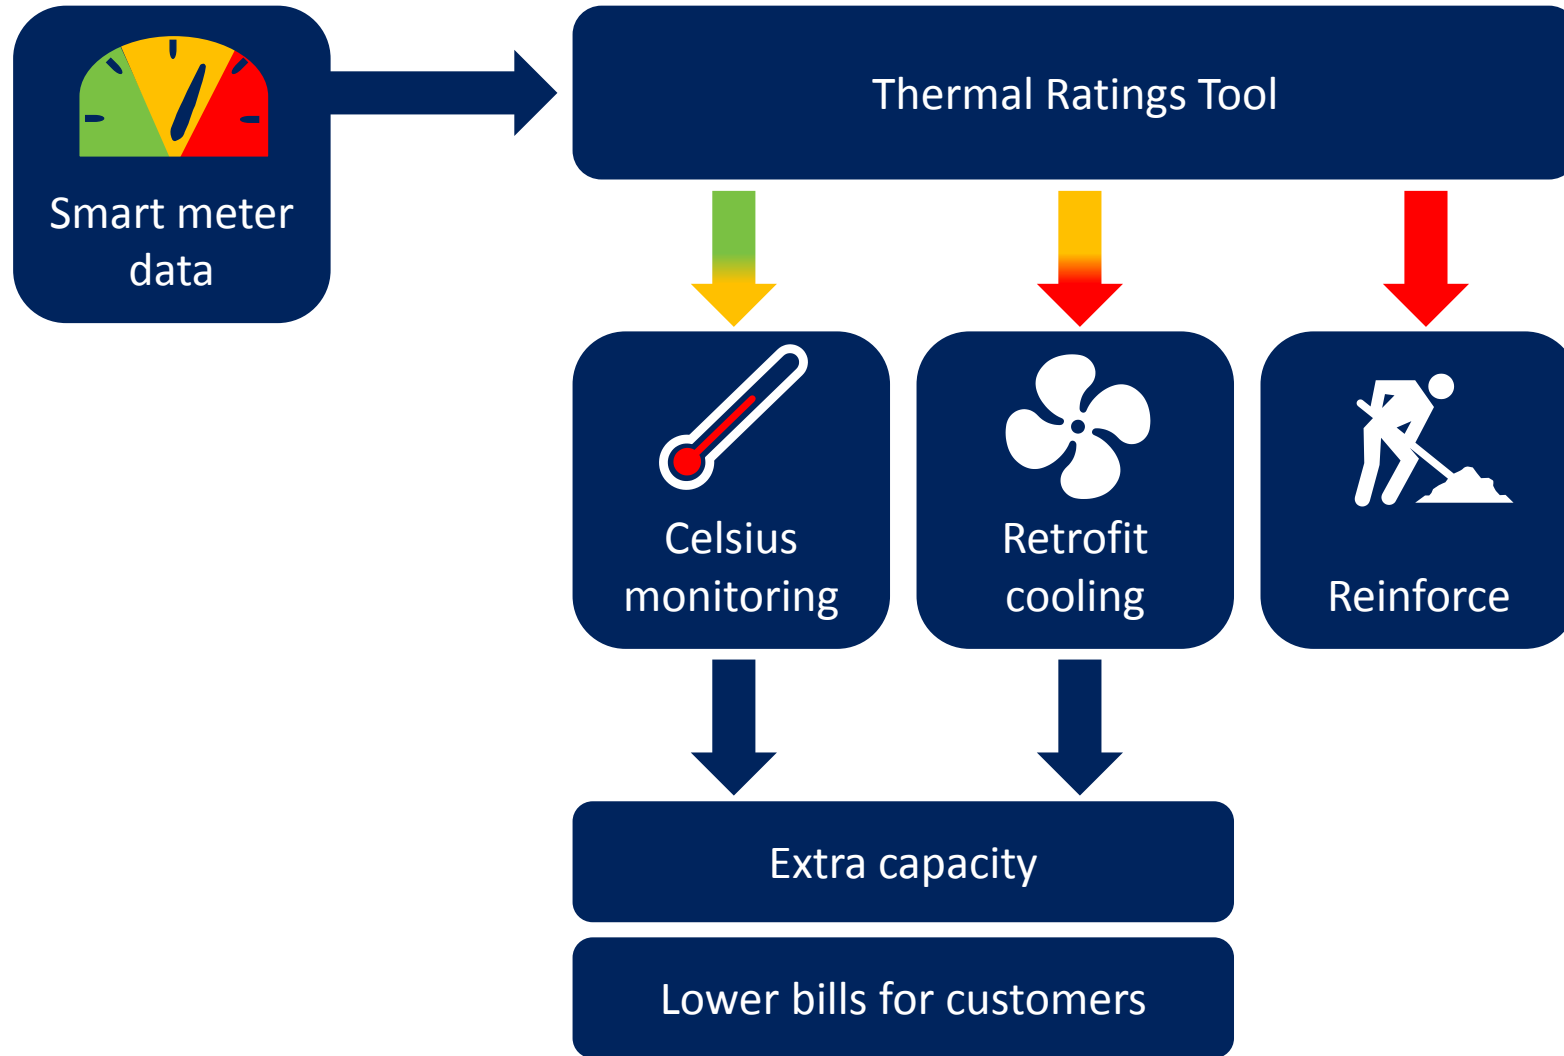 Smart meter
data
Thermal Ratings Tool
Celsius
monitoring
Retrofit
cooling
Reinforce
Extra capacity
Lower bills for customers